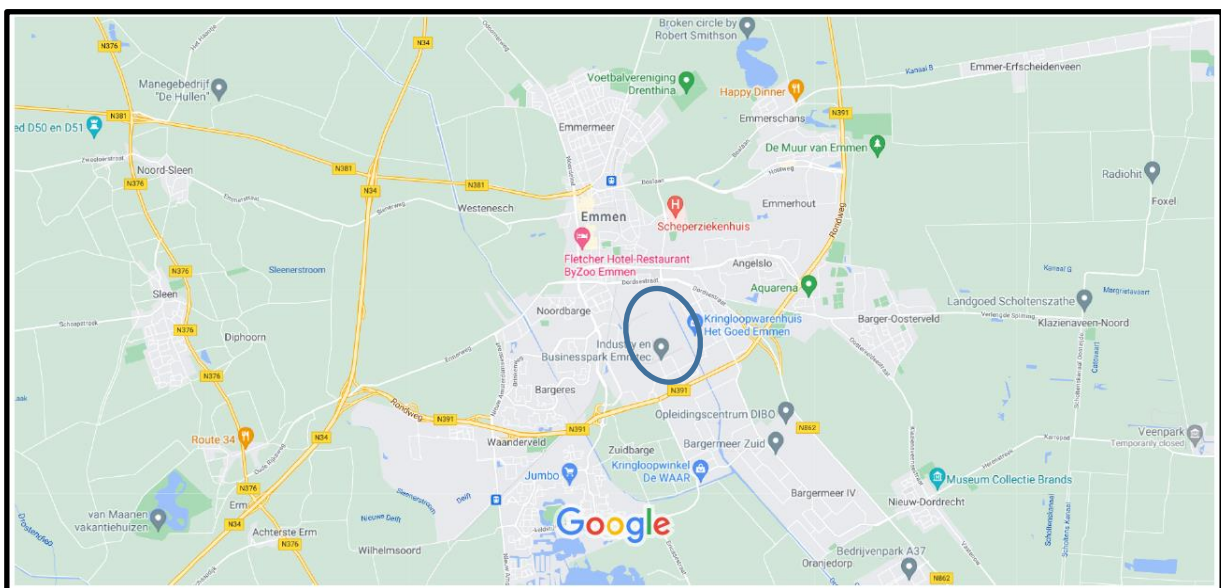 Broken circle by
Robert Smithson
N376
N34
Voetbalvereniging
Drenthina
Kanaal B
Emmer-Erfscheidenveen
Manegebedrijf
"De Hullen"
Happy Dinner
N391
Emmerschans
N381
ed D50 en D51
Emmermeer
De Muur van Emmen
Noord-Sleen
N381
N376
N34
N381
Radiohit
Foxel
Westenesch
Emmen
Emmerhout
Scheperziekenhuis
Rondweg
Fletcher Hotel Restaurant
ByZoo Emmen
Angelslo
Sleenerstroom
N376
Aquarena
Sleen
Noordbarge
Landgoed Scholtenszathe
Kringloopwarenhuis
Het Goed Emmen
Barger-Oosterveld
Klazienaveen-Noord
Diphoorn
Industry en
Businesspark Emmtec
N376
Bargeres
N391
Rondweg
N391
N391
Opleidingscentrum DIBO
N862
Route 34
N34
Waanderveld
Zuidbarge
Bargermeer Zuid
Veenpark
Temporarily closed
Jumbo
Kringloopwinkel
De WAAR
N376
Museum Collectie Brands
Bargermeer IV
Nieuw-Dordrecht
Erm
van Maanen
vakantiehuizen
N34
Achterste Erm
Nieuwe Delft
Google
Wilhelmsoord
Bedrijvenpark A37
Oranjedorp
N862